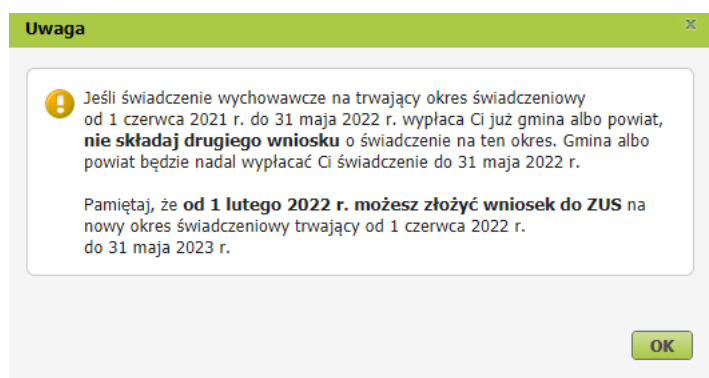 Uwaga x
Jeśli świadczenie wychowawcze na trwający okres świadczeniowy
od 1 czerwca 2021 r. do 31 maja 2022 r. wypłaca Ci już gmina albo powiat,
nie składaj drugiego wniosku o świadczenie na ten okres. Gmina albo
powiat będzie nadal wypłacać Ci świadczenie do 31 maja 2022 r.
Pamiętaj, że od 1 lutego 2022 r. możesz złożyć wniosek do ZUS na
nowy okres świadczeniowy trwający od 1 czerwca 2022 r.
do 31 maja 2023 r.
OK